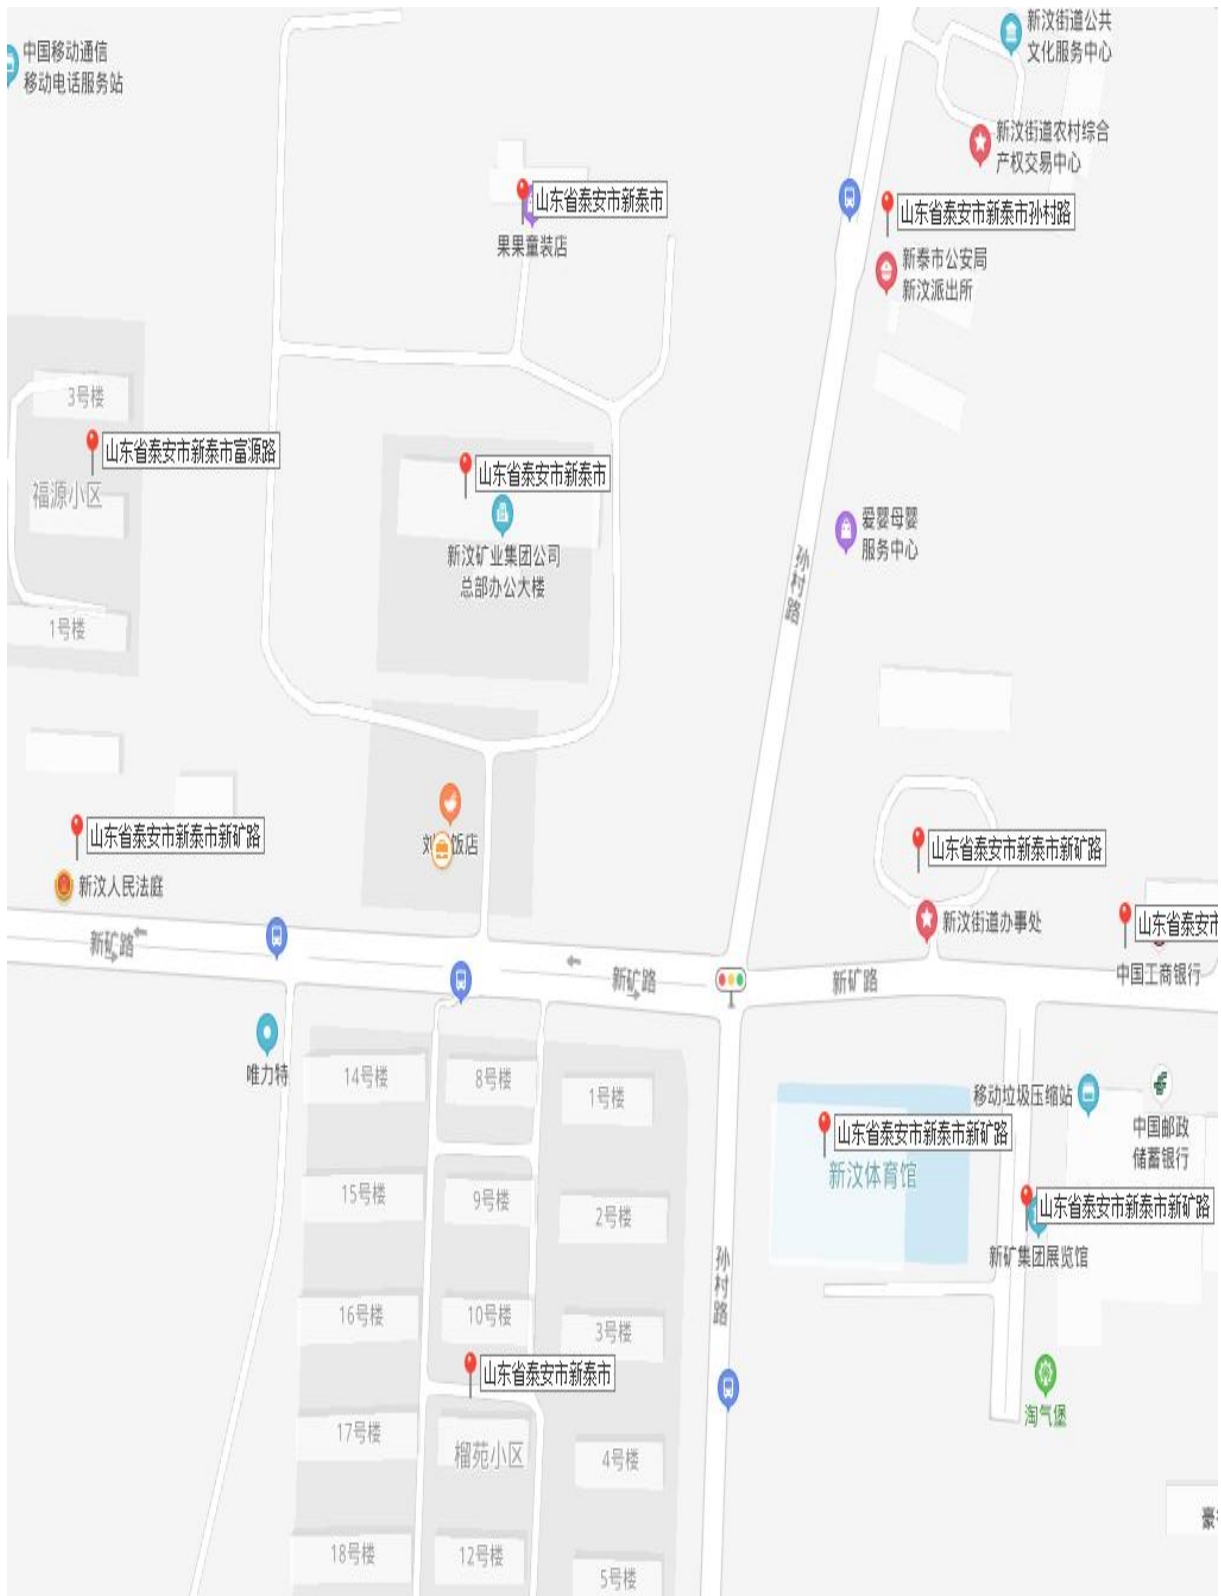 新汶街道公共
文化服务中心
中国移动通信
移动电话服务站
新汶街道农村综合
产权交易中心
山东省泰安市新泰市
山东省泰安市新泰市孙村路
果果童装店
新泰市公安局
新汶派出所
3号楼
山东省泰安市新泰市富源路
福源小区
山东省泰安市新泰市
新汶矿业集团公司
总部办公大楼
爱婴母婴
服务中心
孙村路
1号楼
山东省泰安市新泰市新矿路
刘
饭店
山东省泰安市新泰市新矿路
新汶人民法庭
新汶街道办事处
山东省泰安市
新矿路
新矿路
新矿路
中国工商银行
唯力特
14号楼
8号楼
1号楼
移动垃圾压缩站
中国邮政
储蓄银行
山东省泰安市新泰市新矿路
新汶体育馆
15号楼
9号楼
2号楼
山东省泰安市新泰市新矿路
新矿集团展览馆
孙村路
16号楼
10号楼
3号楼
山东省泰安市新泰市
淘气堡
17号楼
榴苑小区
4号楼
18号楼
12号楼
5号楼
豪